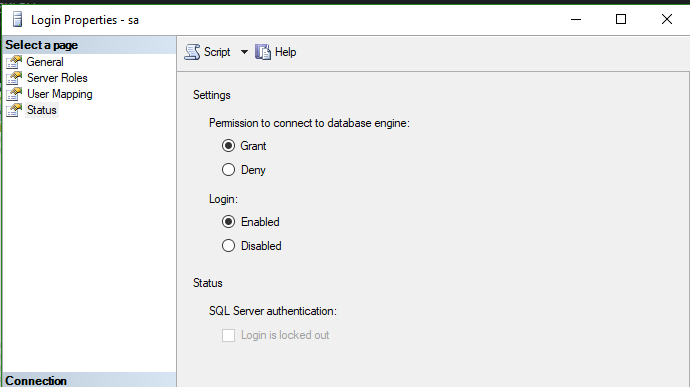 Login Properties - sa
Select a page
General
Server Roles
User Mapping
Status
Connection
Script
Help
Settings
Permission to connect to database engine:
Grant
Deny
Login:
Enabled
Disabled
Status
SQL Server authentication:
Login is locked out